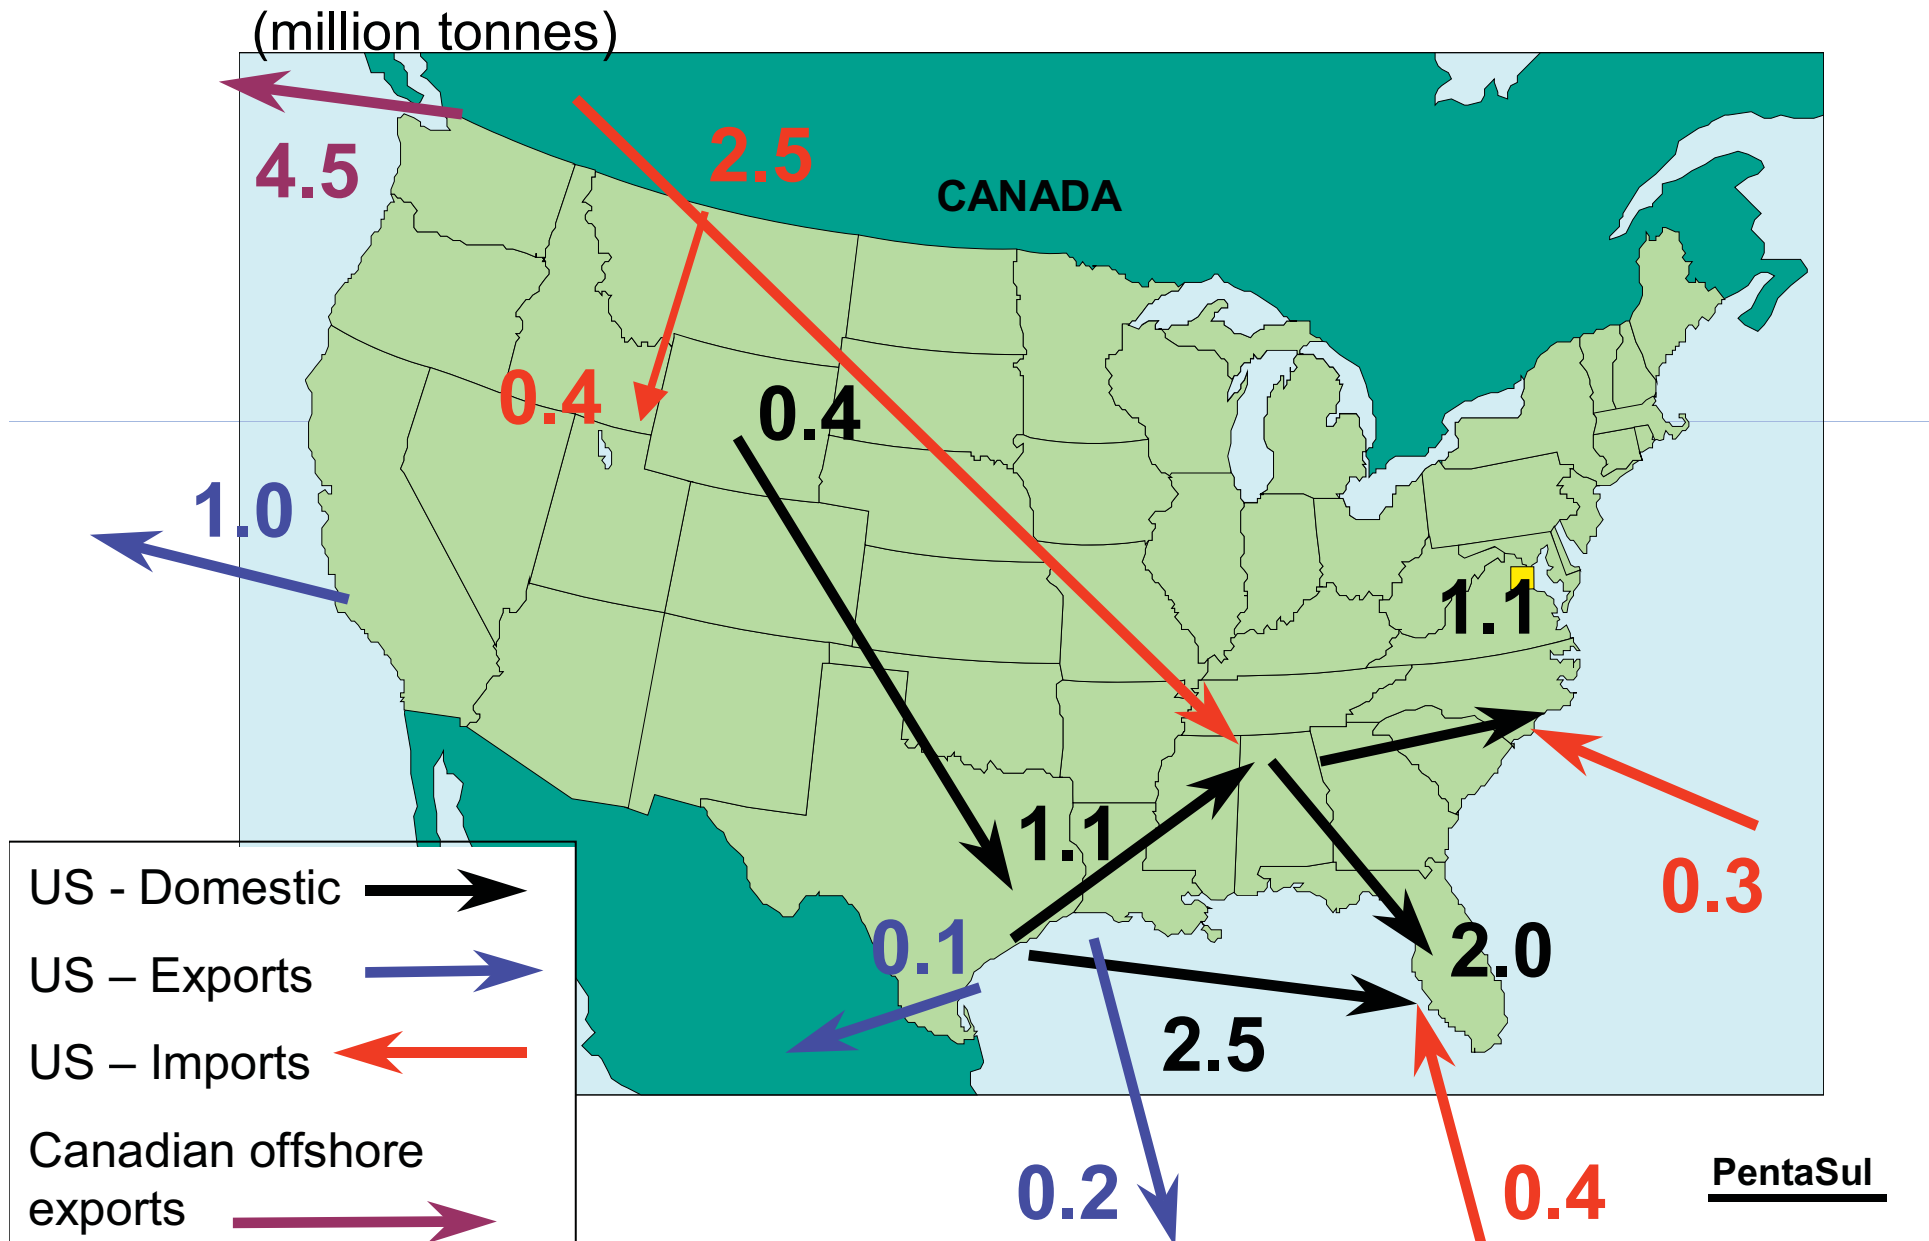 (million tonnes)
4.5
2.5
CANADA
0.4
0.4
1.0
1.1
1.1
0.3
0.1
2.0
2.5
0.2
0.4
US - Domestic
US – Exports
US – Imports
Canadian offshore
exports
PentaSul